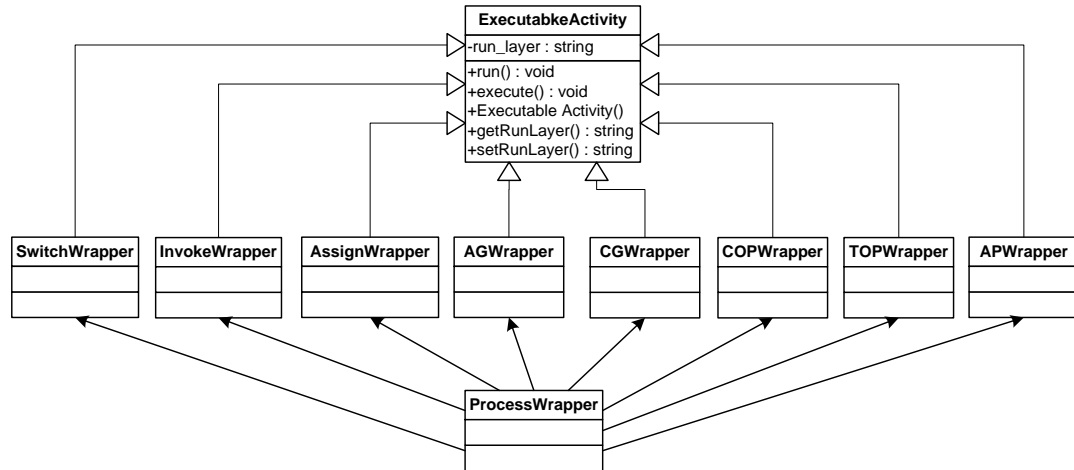 ExecutabkeActivity
-run_layer : string
+run() : void
+execute() : void
+Executable Activity()
+getRunLayer() : string
+setRunLayer() : string
SwitchWrapper
InvokeWrapper
AssignWrapper
AGWrapper
CGWrapper
COPWrapper
TOPWrapper
APWrapper
ProcessWrapper